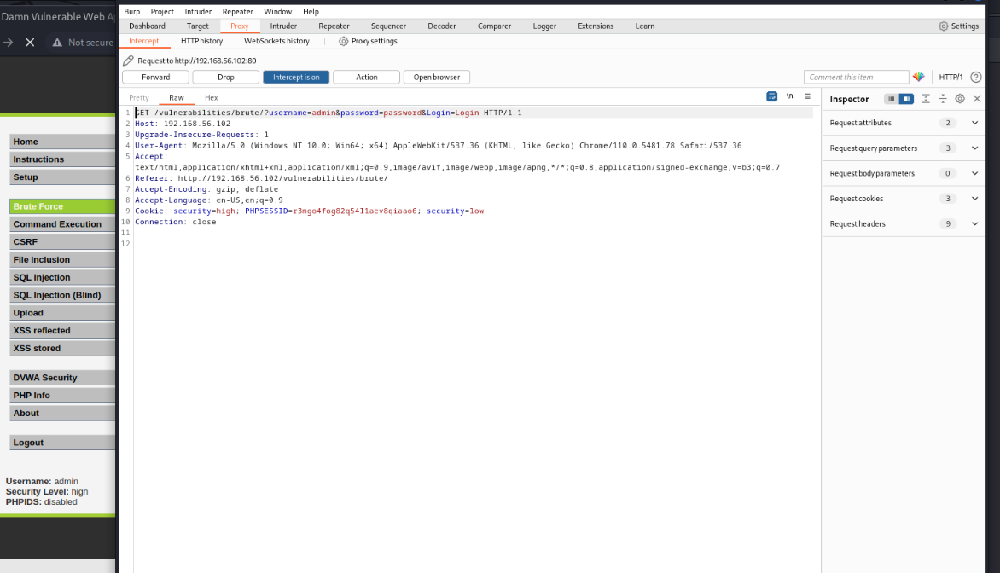 Damn Vulnerable Web A
Not secure
Home
Instructions
Setup
Brute Force
Command Execution
CSRF
File Inclusion
SQL Injection
SQL Injection (Blind)
Upload
XSS reflected
XSS stored
DVWA Security
PHP Info
About
Logout
Username: admin
Security Level: high
PHPIDS: disabled
Burp Project Intruder Repeater Window Help
Dashboard Target Proxy Intruder Repeater Sequencer Decoder Comparer Logger Extensions Learn Settings
Intercept HTTP history WebSockets history Proxy settings
Request to http://192.168.56.102:80
Forward Drop Intercept is on Action Open browser Comment this item HTTP/1 ?
Pretty Raw Hex \n
1 GET /vulnerabilities/brute/?username=admin&password=password&Login=Login HTTP/1.1
2 Host: 192.168.56.102
3 Upgrade-Insecure-Requests: 1
4 User-Agent: Mozilla/5.0 (Windows NT 10.0; Win64; x64) AppleWebKit/537.36 (KHTML, like Gecko) Chrome/110.0.5481.78 Safari/537.36
5 Accept:
text/html,application/xhtml+xml,application/xml;q=0.9,image/avif,image/webp,image/apng,*/*;q=0.8,application/signed-exchange;v=b3;q=0.7
6 Referer: http://192.168.56.102/vulnerabilities/brute/
7 Accept-Encoding: gzip, deflate
8 Accept-Language: en-US,en;q=0.9
9 Cookie: security=high; PHPSESSID=r3mgo4fog82q5411aev8qiaao6; security=low
10 Connection: close
11
12
Inspector
Request attributes 2
Request query parameters 3
Request body parameters 0
Request cookies 3
Request headers 9